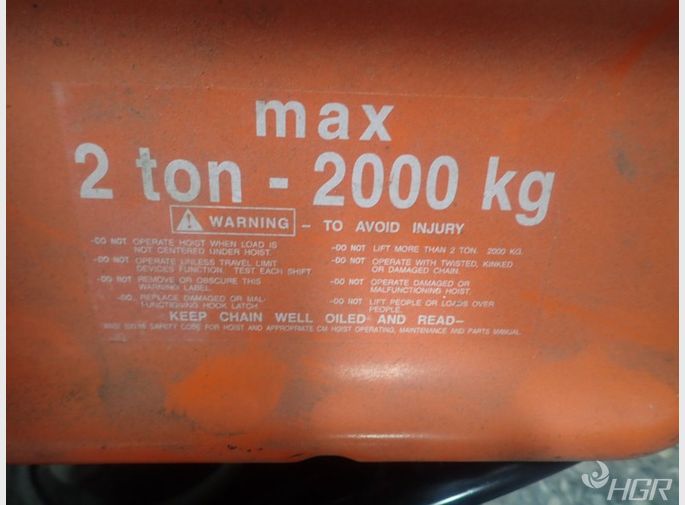 max
2 ton - 2000 kg
WARNING - TO AVOID INJURY
-DO NOT OPERATE HOIST WHEN LOAD IS
NOT CENTERED UNDER HOIST.
-DO NOT OPERATE UNLESS TRAVEL LIMIT
DEVICES FUNCTION. TEST EACH SHIFT.
-DO NOT REMOVE OR OBSCURE THIS
WARNING LABEL.
-DO. REPLACE DAMAGED OR MAL-
FUNCTIONING HOOK LATCH.
-DO NOT LIFT MORE THAN 2 TON. 2000 KG.
-DO NOT OPERATE WITH TWISTED, KINKED
OR DAMAGED CHAIN.
-DO NOT OPERATE DAMAGED OR
MALFUNCTIONING HOIST.
-DO NOT LIFT PEOPLE OR LOADS OVER
PEOPLE.
KEEP CHAIN WELL OILED AND READ-
SAFETY CODE FOR HOIST AND APPROPRIATE CM HOIST OPERATING, MAINTENANCE AND PARTS MANUAL.
HGR